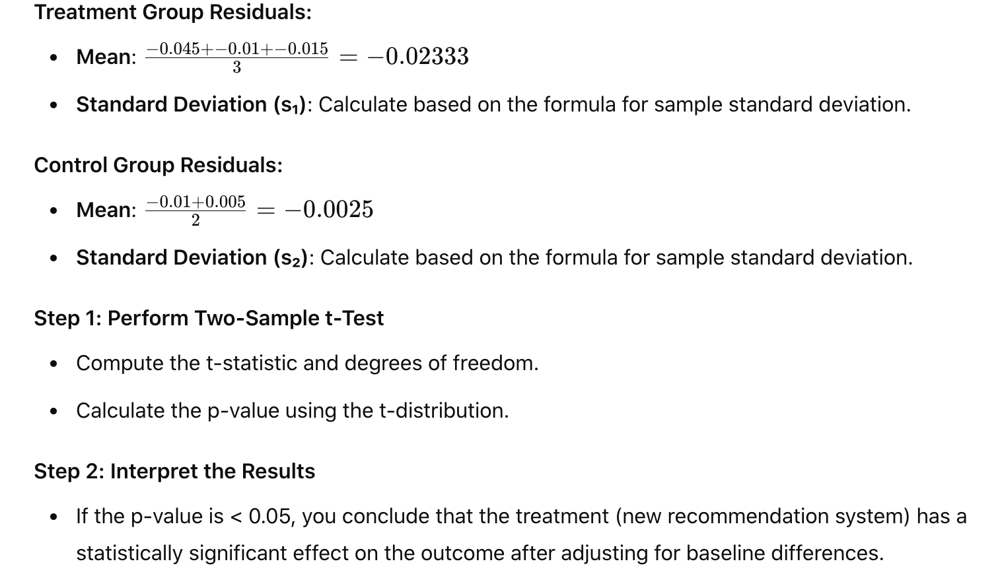 Treatment Group Residuals:
• Mean: \frac{-0.045+-0.01+-0.015}{3} = -0.02333
• Standard Deviation (s₁): Calculate based on the formula for sample standard deviation.
Control Group Residuals:
• Mean: \frac{-0.01+0.005}{2} = -0.0025
• Standard Deviation (s₂): Calculate based on the formula for sample standard deviation.
Step 1: Perform Two-Sample t-Test
• Compute the t-statistic and degrees of freedom.
• Calculate the p-value using the t-distribution.
Step 2: Interpret the Results
• If the p-value is < 0.05, you conclude that the treatment (new recommendation system) has a
statistically significant effect on the outcome after adjusting for baseline differences.